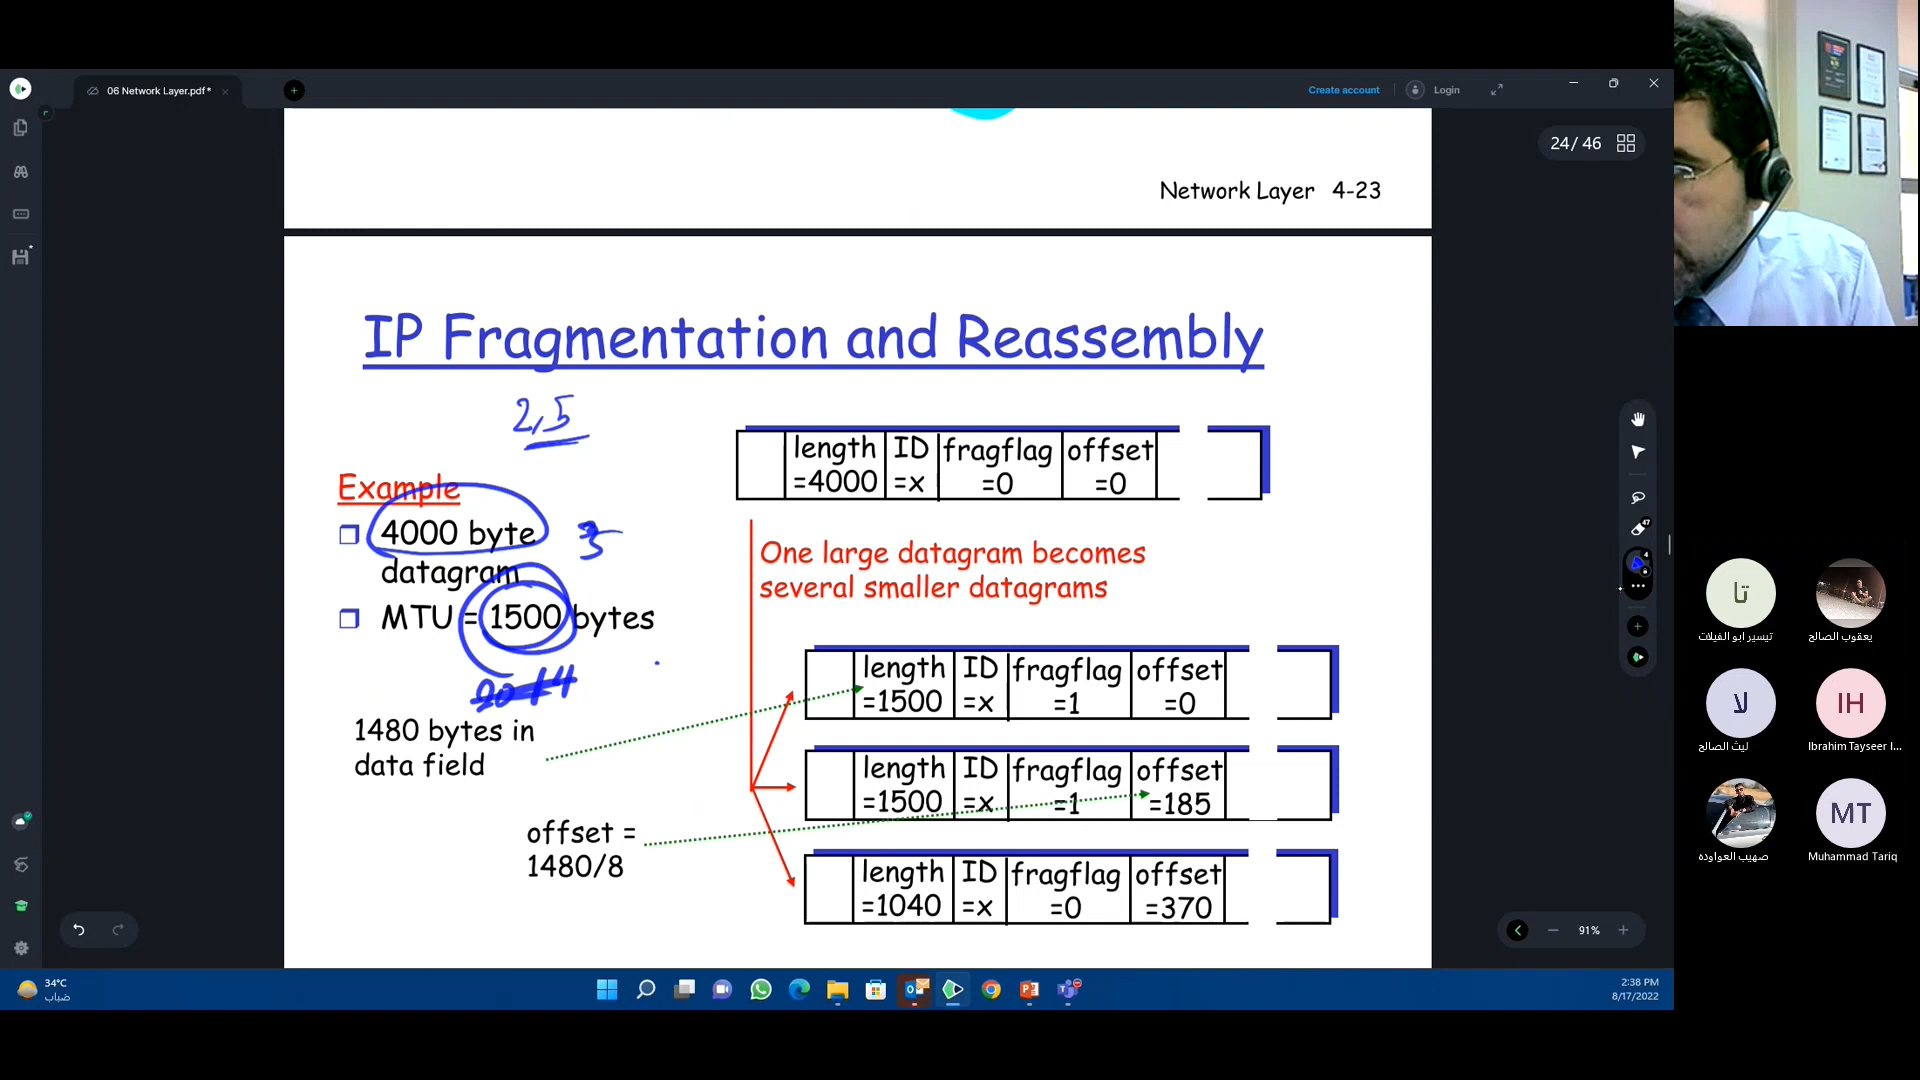 06 Network Layer.pdf*
Create account
Login
24/ 46
Network Layer 4-23
IP Fragmentation and Reassembly
2,5
Example
4000 byte
datagram
3
MTU = 1500 bytes
1480 bytes in
data field
offset =
1480/8
length
=4000
ID
=x
fragflag
=0
offset
=0
One large datagram becomes
several smaller datagrams
length
=1500
ID
=x
fragflag
=1
offset
=0
length
=1500
ID
=x
fragflag
=1
offset
=185
length
=1040
ID
=x
fragflag
=0
offset
=370
47
4
91%
تا
تيسير ابو الفيلات
يعقوب الصالح
لا
ليث الصالح
IH
Ibrahim Tayseer I...
صهيب العواوده
MT
Muhammad Tariq
34°C
ضباب
2:38 PM
8/17/2022